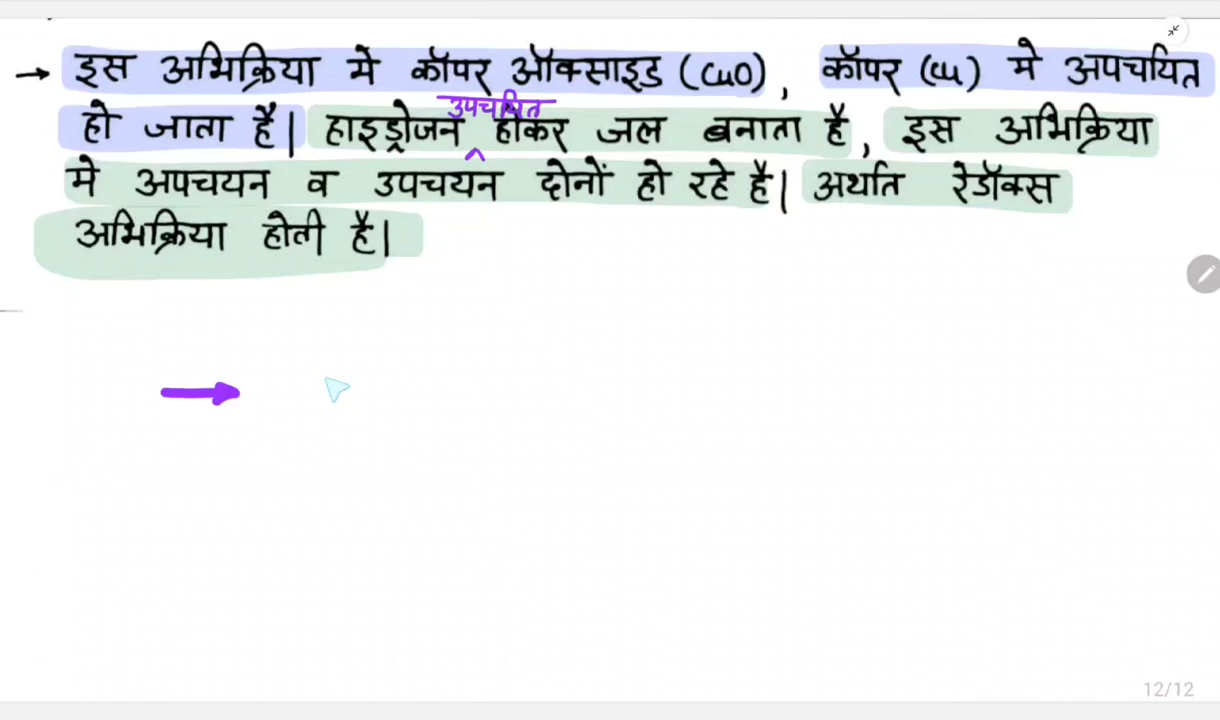 → इस अभिक्रिया मे कॉपर ऑक्साइड (CuO), कॉपर (Cu) मे अपचयित
हो जाता है| हाइड्रोजन उपचयित होकर जल बनाता है, इस अभिक्रिया
मे अपचयन व उपचयन दोनों हो रहे है| अर्थात रेडॉक्स
अभिक्रिया होती है|
12/12